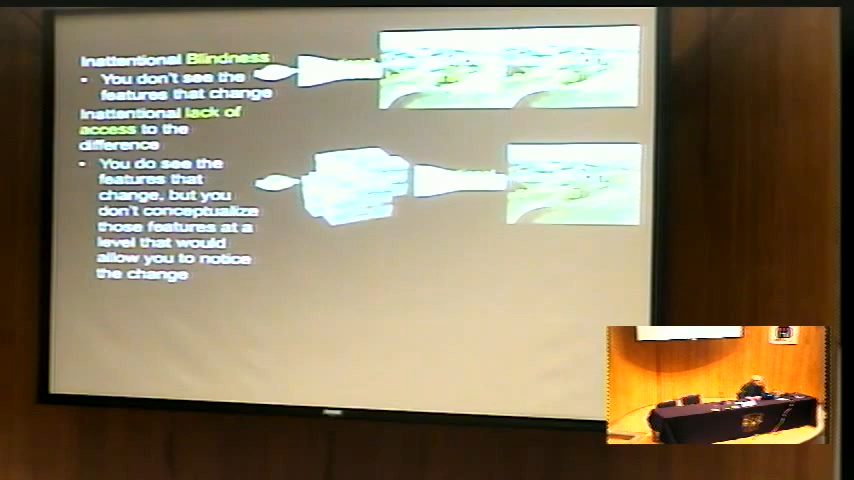 Inattentional Blindness
• You don't see the
features that change
Inattentional lack of
access to the
difference
• You do see the
features that
change, but you
don't conceptualize
those features at a
level that would
allow you to notice
the change